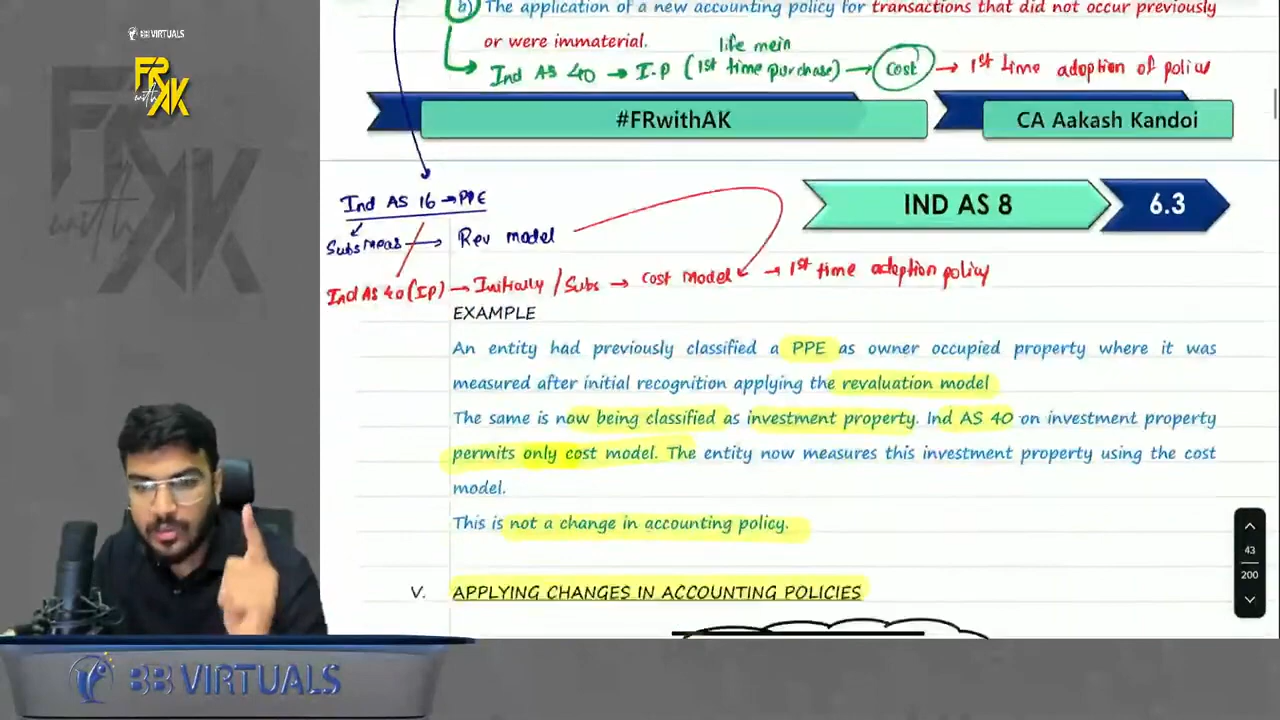 b) The application of a new accounting policy for transactions that did not occur previously
or were immaterial.
life mein
Ind AS 40 → I.P (1st time purchase) → Cost → 1st time adoption of policy
BB VIRTUALS
FR with AK
#FRwithAK
CA Aakash Kandoi
FR with AK
IND AS 8
6.3
Ind AS 16 → PPE
Subs Meas → Rev model
Ind AS 40 (IP) → Initially / Subs → Cost Model → 1st time adoption policy
EXAMPLE
An entity had previously classified a PPE as owner occupied property where it was
measured after initial recognition applying the revaluation model
The same is now being classified as investment property. Ind AS 40 on investment property
permits only cost model. The entity now measures this investment property using the cost
model.
This is not a change in accounting policy.
V. APPLYING CHANGES IN ACCOUNTING POLICIES
43
200
BB VIRTUALS